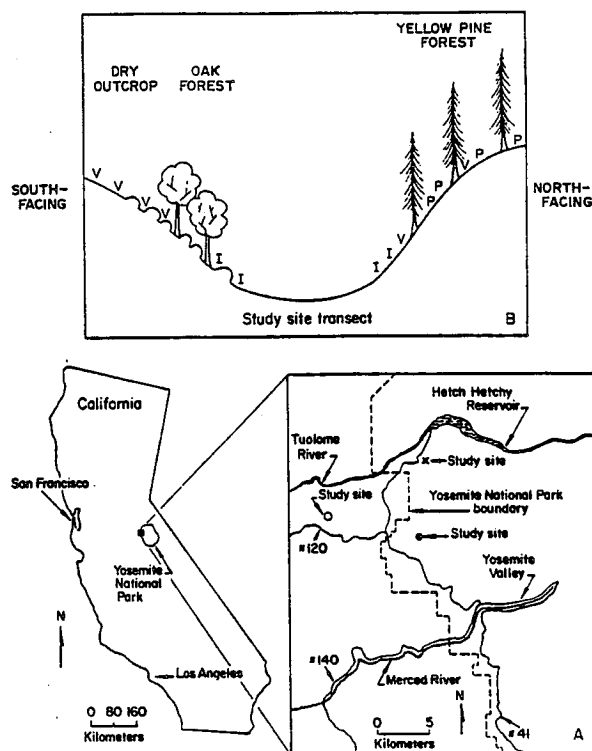 YELLOW PINE
FOREST
DRY
OUTCROP
OAK
FOREST
SOUTH-
FACING
NORTH-
FACING
V
V
V
V
I
I
I
I
V
P
P
V
P
P
Study site transect
B
California
San Francisco
Yosemite
National
Park
N
Los Angeles
0 80 160
Kilometers
Hetch Hetchy
Reservoir
Tuolome
River
Study site
Study site
Yosemite National Park
boundary
#120
Study site
Yosemite
Valley
#140
Merced River
N
0 5
Kilometers
#41
A